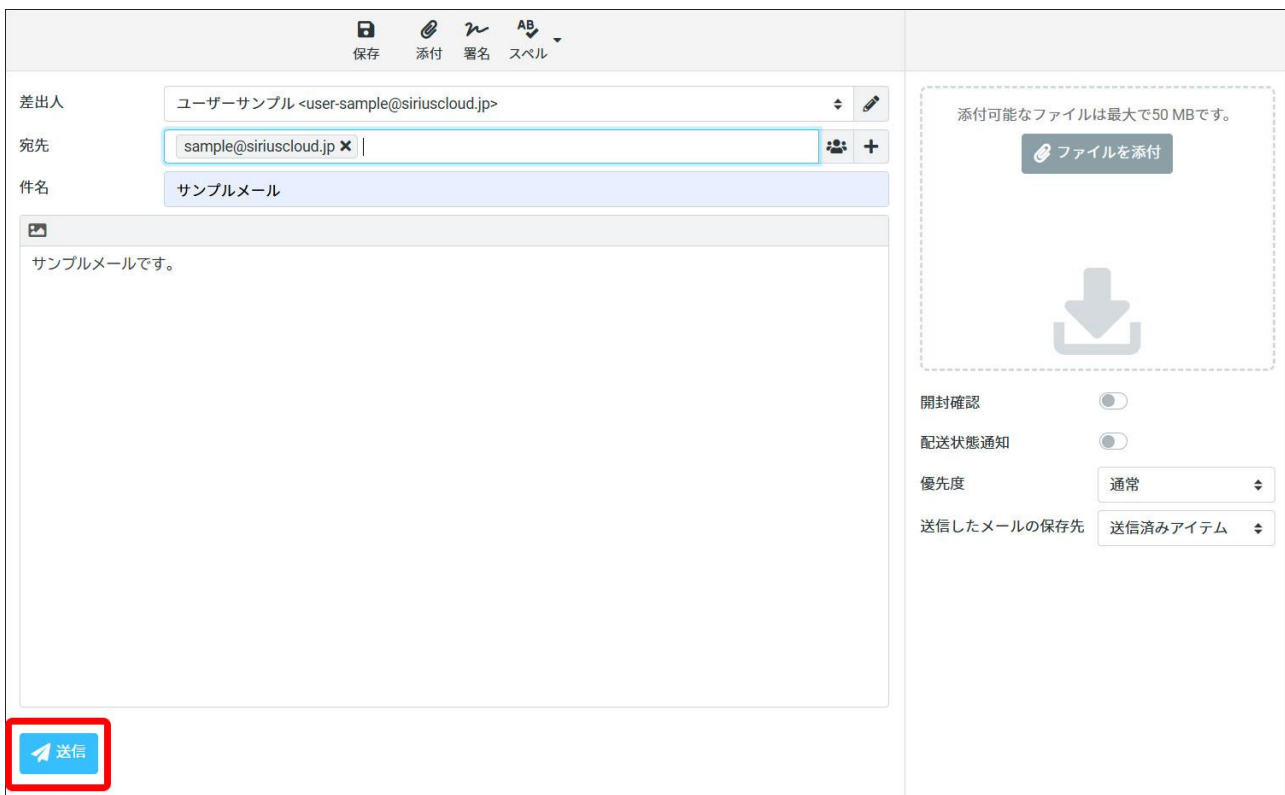 AB
保存 添付 署名 スペル
差出人 ユーザーサンプル <user-sample@siriuscloud.jp>
宛先 sample@siriuscloud.jp
件名 サンプルメール
サンプルメールです。
送信
添付可能なファイルは最大で50 MBです。
ファイルを添付
開封確認
配送状態通知
優先度 通常
送信したメールの保存先 送信済みアイテム